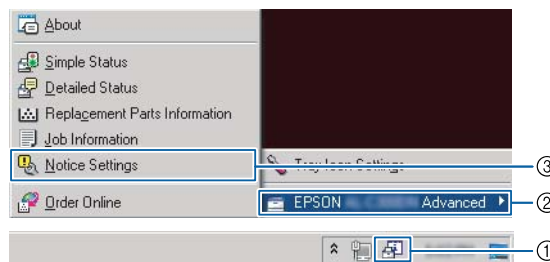 About
Simple Status
Detailed Status
Replacement Parts Information
Job Information
Notice Settings
Order Online
Tray Icon Settings
③
EPSON Advanced
②
①